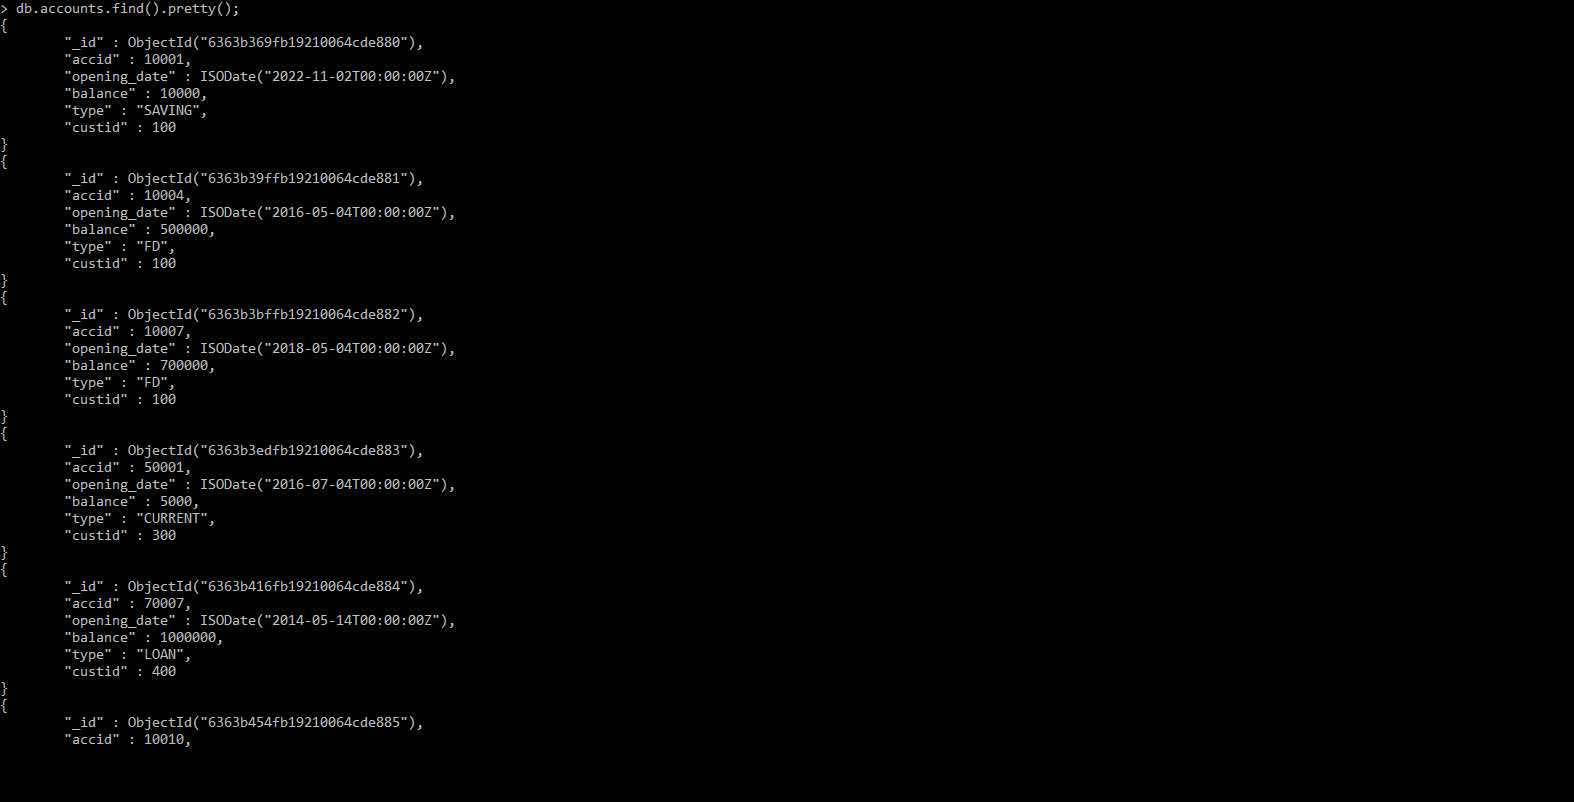 > db.accounts.find().pretty();
{
        "_id" : ObjectId("6363b369fb19210064cde880"),
        "accid" : 10001,
        "opening_date" : ISODate("2022-11-02T00:00:00Z"),
        "balance" : 10000,
        "type" : "SAVING",
        "custid" : 100
}
{
        "_id" : ObjectId("6363b39ffb19210064cde881"),
        "accid" : 10004,
        "opening_date" : ISODate("2016-05-04T00:00:00Z"),
        "balance" : 500000,
        "type" : "FD",
        "custid" : 100
}
{
        "_id" : ObjectId("6363b3bffb19210064cde882"),
        "accid" : 10007,
        "opening_date" : ISODate("2018-05-04T00:00:00Z"),
        "balance" : 700000,
        "type" : "FD",
        "custid" : 100
}
{
        "_id" : ObjectId("6363b3edfb19210064cde883"),
        "accid" : 50001,
        "opening_date" : ISODate("2016-07-04T00:00:00Z"),
        "balance" : 5000,
        "type" : "CURRENT",
        "custid" : 300
}
{
        "_id" : ObjectId("6363b416fb19210064cde884"),
        "accid" : 70007,
        "opening_date" : ISODate("2014-05-14T00:00:00Z"),
        "balance" : 1000000,
        "type" : "LOAN",
        "custid" : 400
}
{
        "_id" : ObjectId("6363b454fb19210064cde885"),
        "accid" : 10010,